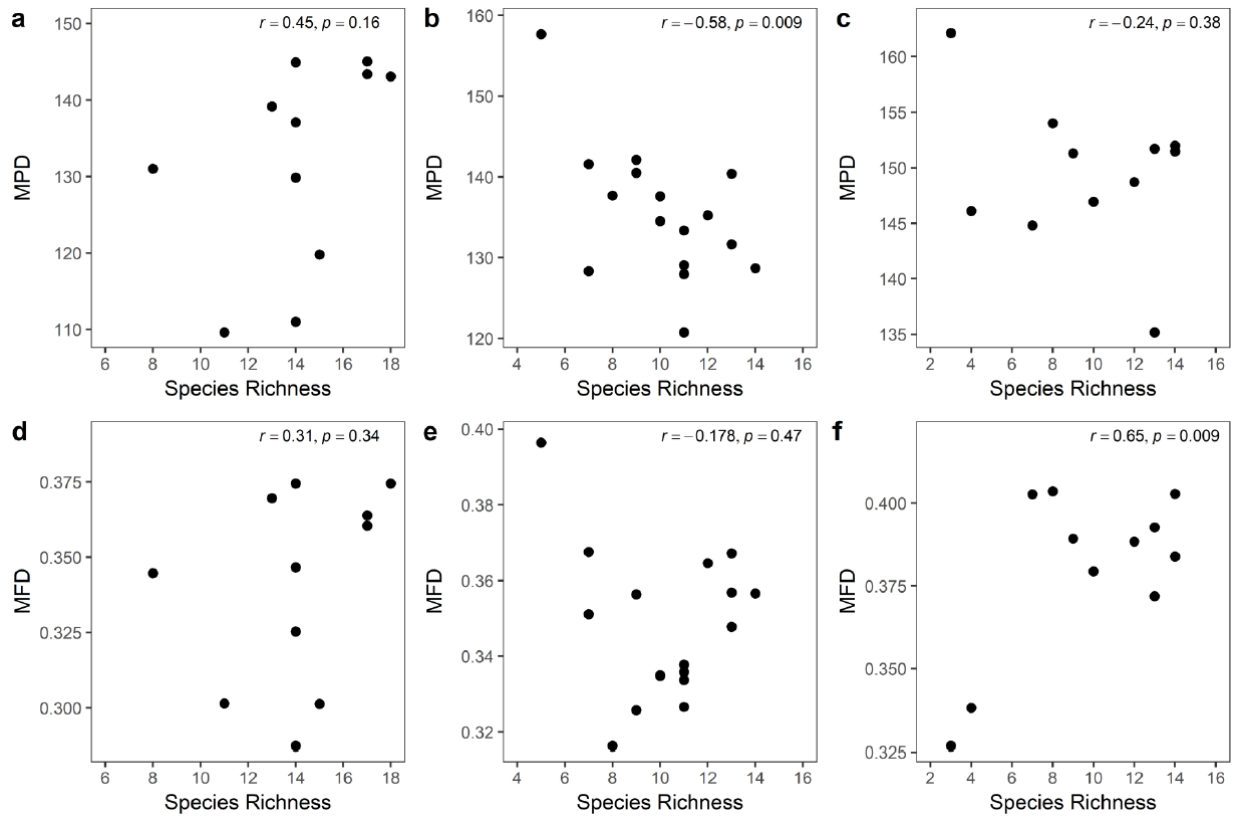 a
r = 0.45, p = 0.16
150
140
130
120
110
MPD
6 8 10 12 14 16 18
Species Richness
b
r = −0.58, p = 0.009
160
150
140
130
120
MPD
4 6 8 10 12 14 16
Species Richness
c
r = −0.24, p = 0.38
160
155
150
145
140
135
MPD
2 4 6 8 10 12 14 16
Species Richness
d
r = 0.31, p = 0.34
0.375
0.350
0.325
0.300
MFD
6 8 10 12 14 16 18
Species Richness
e
r = −0.178, p = 0.47
0.40
0.38
0.36
0.34
0.32
MFD
4 6 8 10 12 14 16
Species Richness
f
r = 0.65, p = 0.009
0.400
0.375
0.350
0.325
MFD
2 4 6 8 10 12 14 16
Species Richness